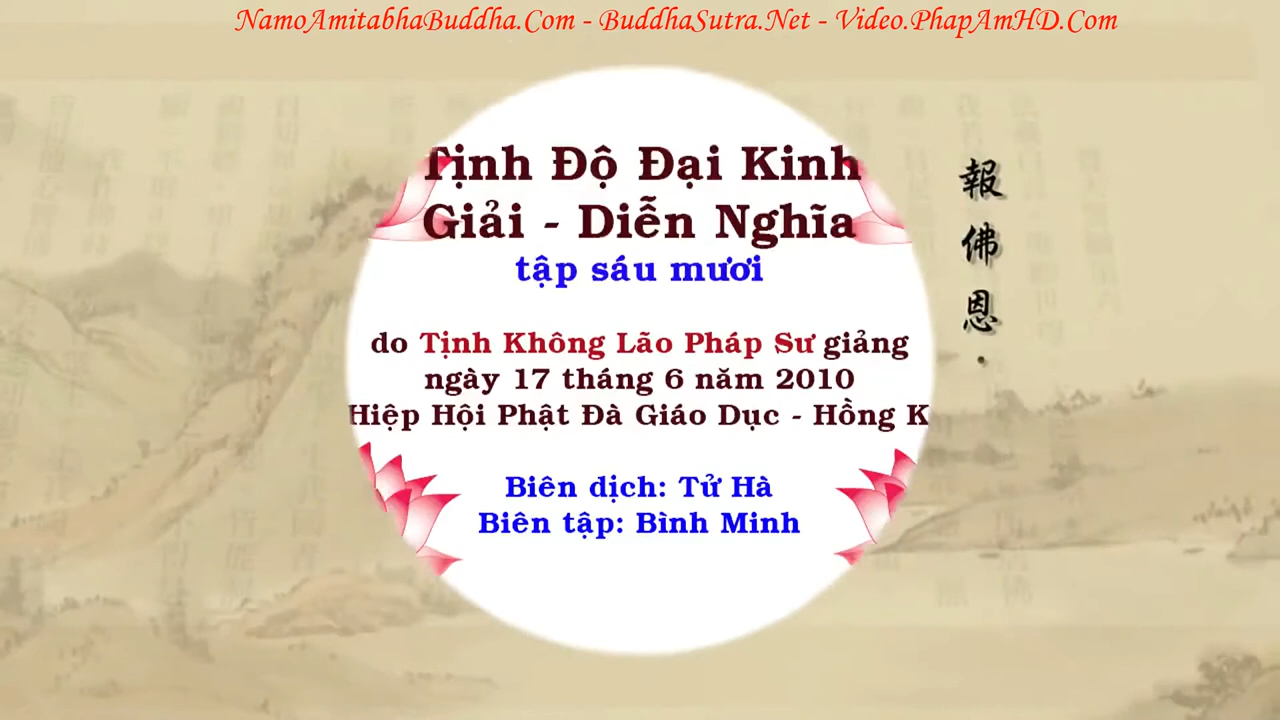 NamoAmitabhaBuddha.Com - BuddhaSutra.Net - Video.PhapAmHD.Com
Tịnh Độ Đại Kinh
Giải - Diễn Nghĩa
tập sáu mươi
do Tịnh Không Lão Pháp Sư giảng
ngày 17 tháng 6 năm 2010
Hiệp Hội Phật Đà Giáo Dục - Hồng K
Biên dịch: Tử Hà
Biên tập: Bình Minh
報佛恩.